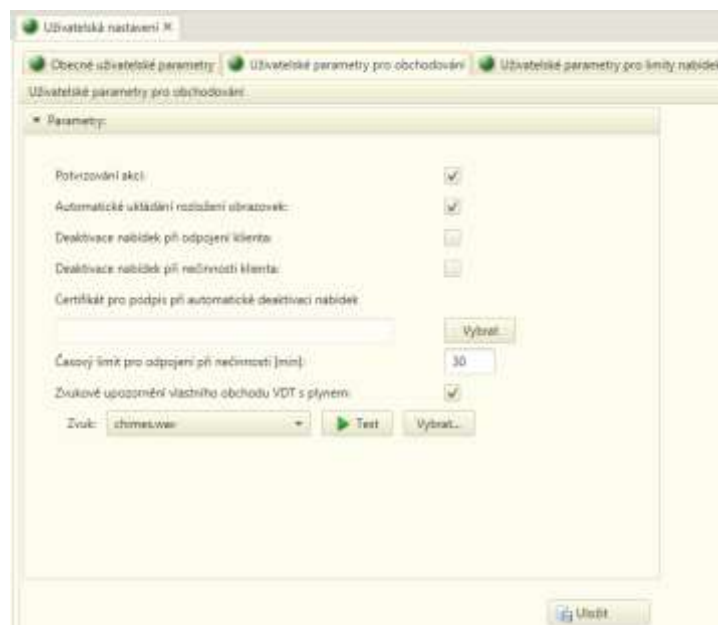 Uživatelská nastavení
Obecné uživatelské parametry
Uživatelské parametry pro obchodování
Uživatelské parametry pro limity nabídek
Uživatelské parametry pro obchodování
Parametry:
Potvrzování akcí:
Automatické ukládání rozložení obrazovek:
Deaktivace nabídek při odpojení klienta:
Deaktivace nabídek při nečinnosti klienta:
Certifikát pro podpis při automatické deaktivaci nabídek
Vybrat
Časový limit pro odpojení při nečinnosti [min]:
30
Zvukové upozornění vlastního obchodu VDT s plynem:
Zvuk:
chimes.wav
Test
Vybrat...
Uložit